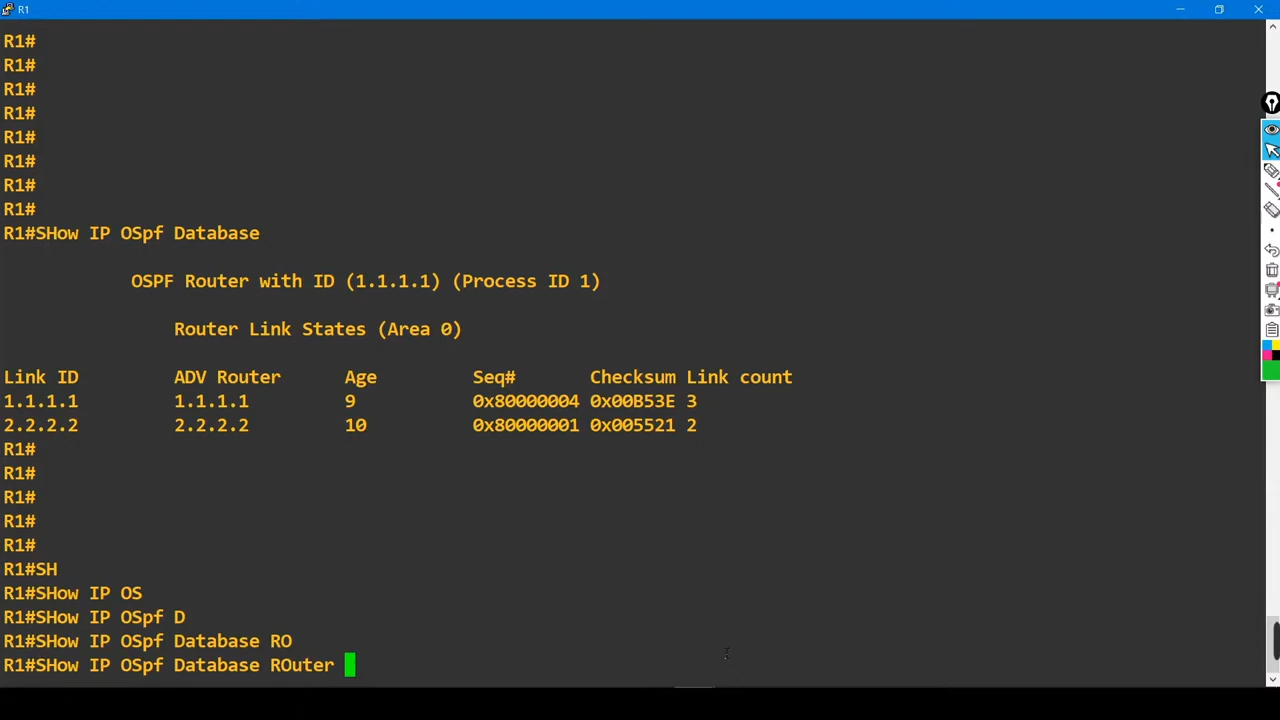 R1
R1#
R1#
R1#
R1#
R1#
R1#
R1#
R1#
R1#SHow IP OSpf Database
OSPF Router with ID (1.1.1.1) (Process ID 1)
Router Link States (Area 0)
Link ID ADV Router Age Seq# Checksum Link count
1.1.1.1 1.1.1.1 9 0x80000004 0x00B53E 3
2.2.2.2 2.2.2.2 10 0x80000001 0x005521 2
R1#
R1#
R1#
R1#
R1#
R1#SH
R1#SHow IP OS
R1#SHow IP OSpf D
R1#SHow IP OSpf Database RO
R1#SHow IP OSpf Database ROuter